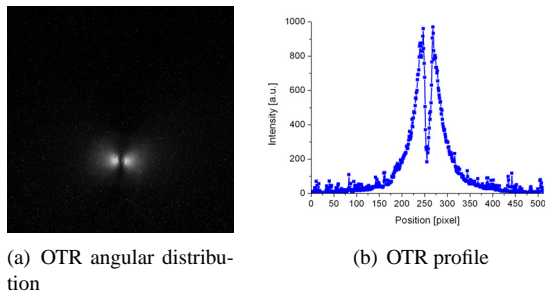 1000
800
600
400
200
0
Intensity [a.u.]
0 50 100 150 200 250 300 350 400 450 500
Position [pixel]
(a) OTR angular distribu-
tion
(b) OTR profile